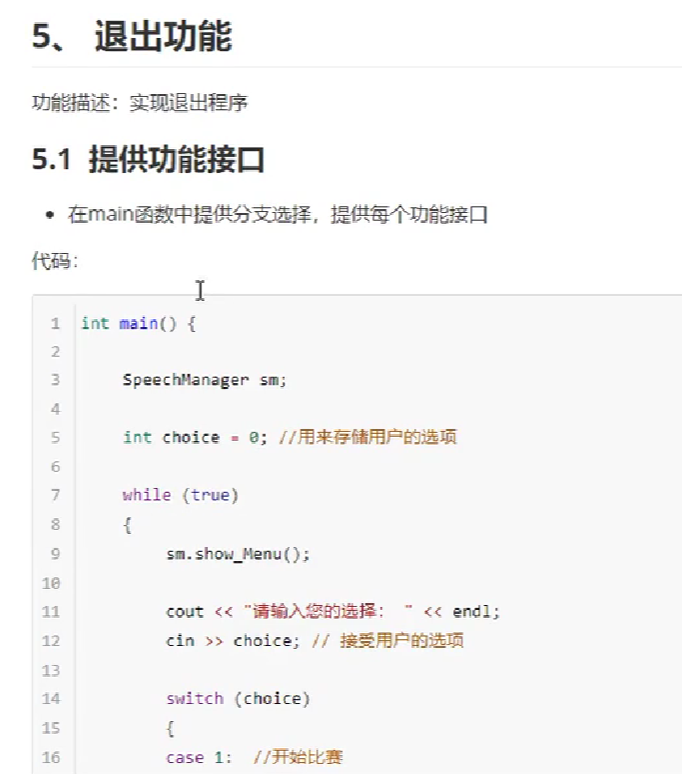 5、 退出功能
功能描述：实现退出程序
5.1 提供功能接口
• 在main函数中提供分支选择，提供每个功能接口
代码：
1 int main() {
2
3 SpeechManager sm;
4
5 int choice = 0; //用来存储用户的选项
6
7 while (true)
8 {
9 sm.show_Menu();
10
11 cout << "请输入您的选择： " << endl;
12 cin >> choice; // 接受用户的选项
13
14 switch (choice)
15 {
16 case 1: //开始比赛